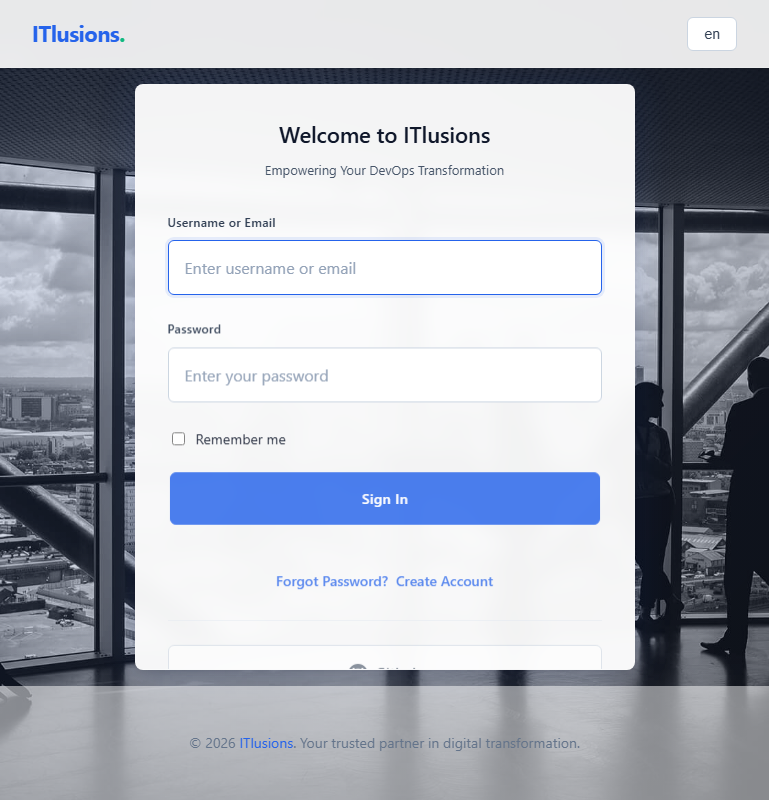 ITlusions.
en
Welcome to ITlusions
Empowering Your DevOps Transformation
Username or Email
Enter username or email
Password
Enter your password
Remember me
Sign In
Forgot Password? Create Account
© 2026 ITlusions. Your trusted partner in digital transformation.